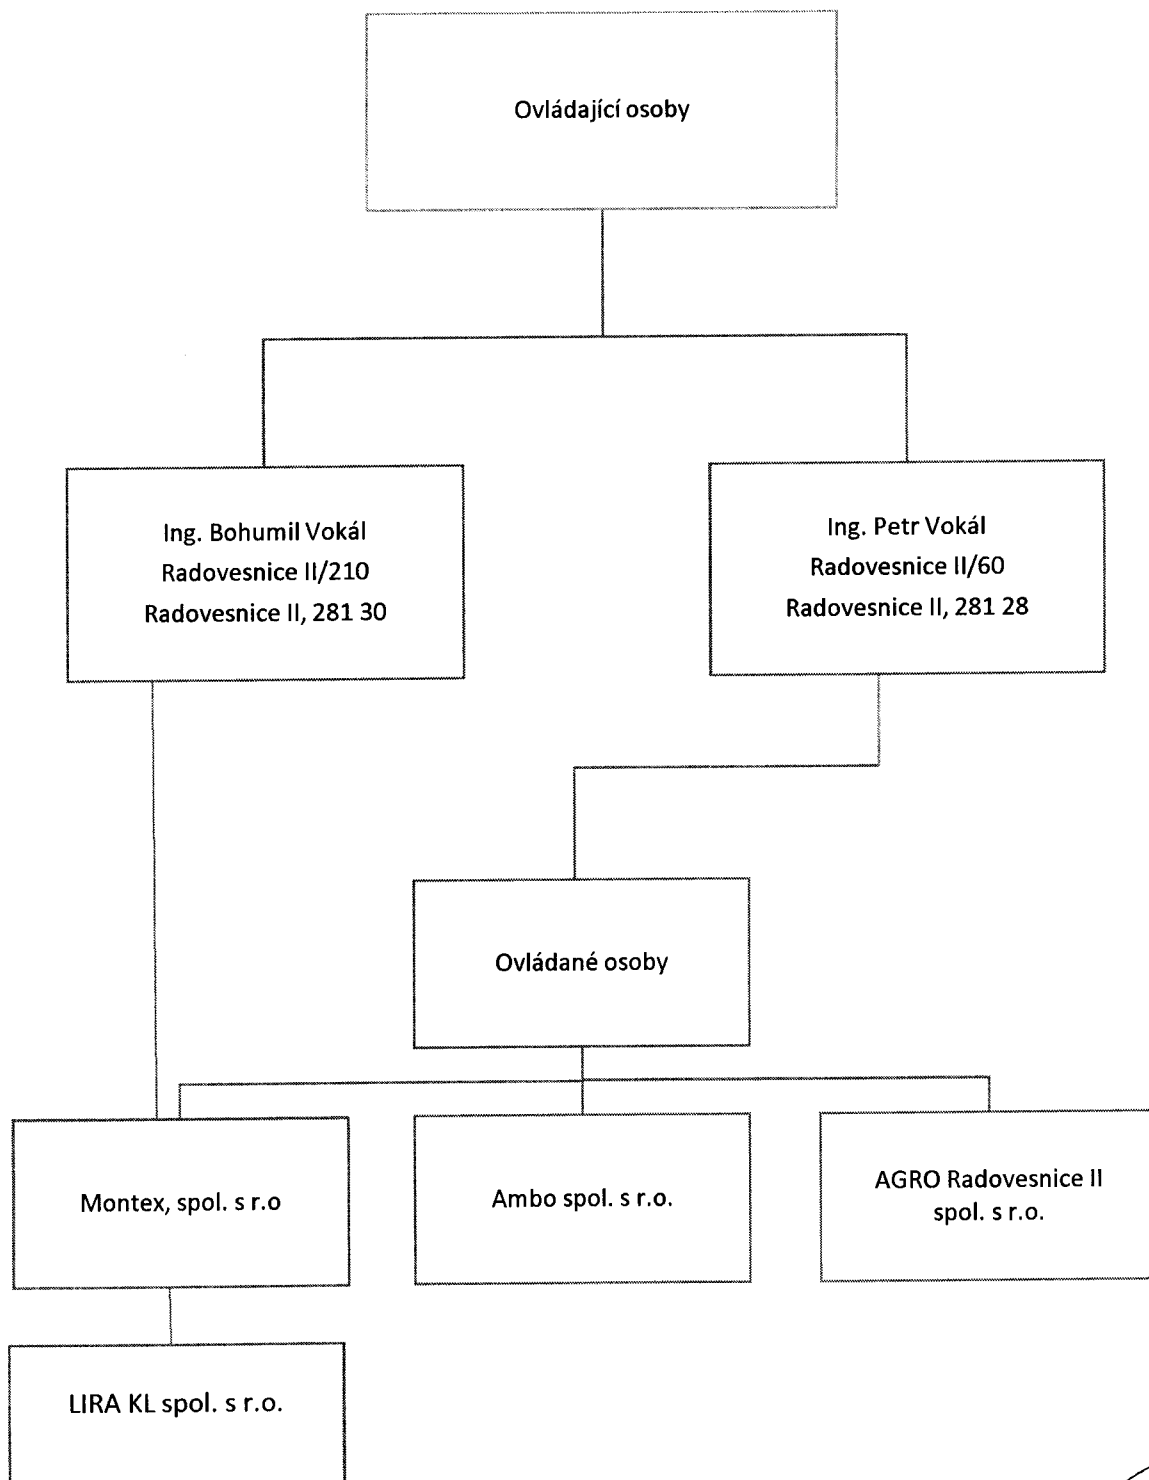 Ovládající osoby
Ing. Bohumil Vokál
Radovesnice II/210
Radovesnice II, 281 30
Ing. Petr Vokál
Radovesnice II/60
Radovesnice II, 281 28
Ovládané osoby
Montex, spol. s r.o
Ambo spol. s r.o.
AGRO Radovesnice II
spol. s r.o.
LIRA KL spol. s r.o.